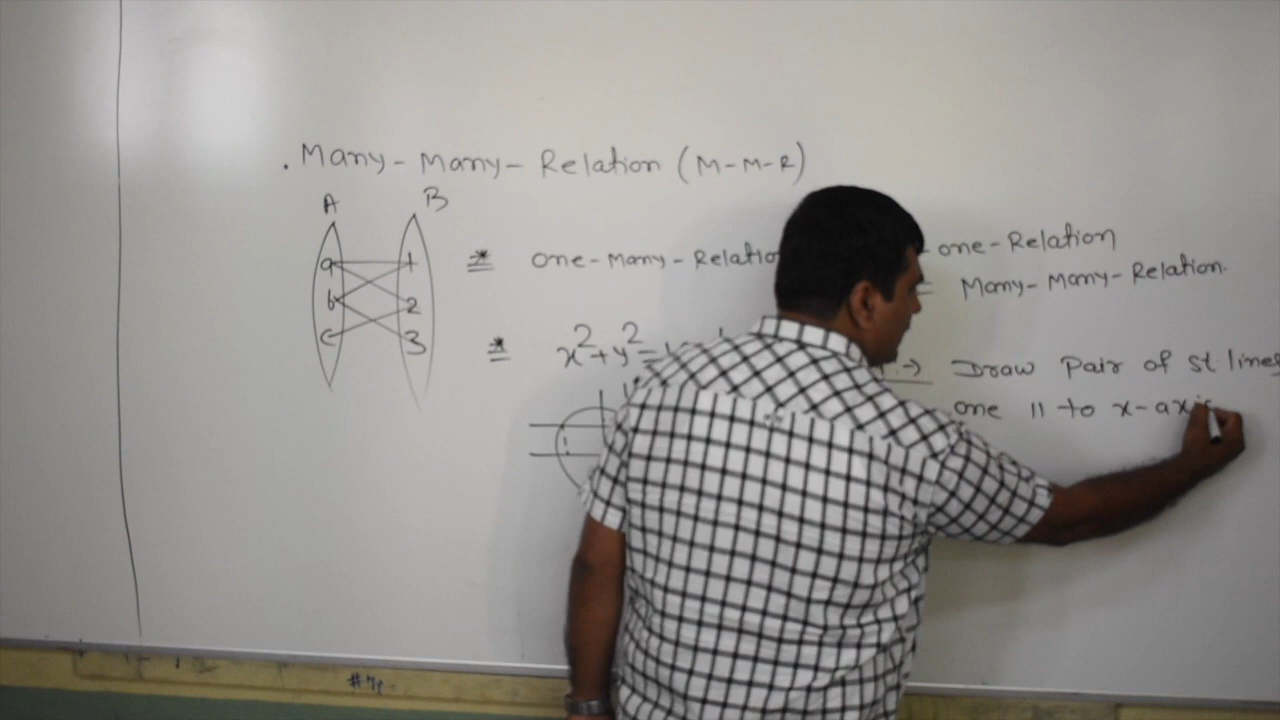 . Many - Many - Relation (M-M-R)
A B
a 1
b 2
c 3
* One-Many-Relation - one-Relation
= Many-Many-Relation.
* x²+y²=
→ Draw Pair of st lines
one 11 to x-axis